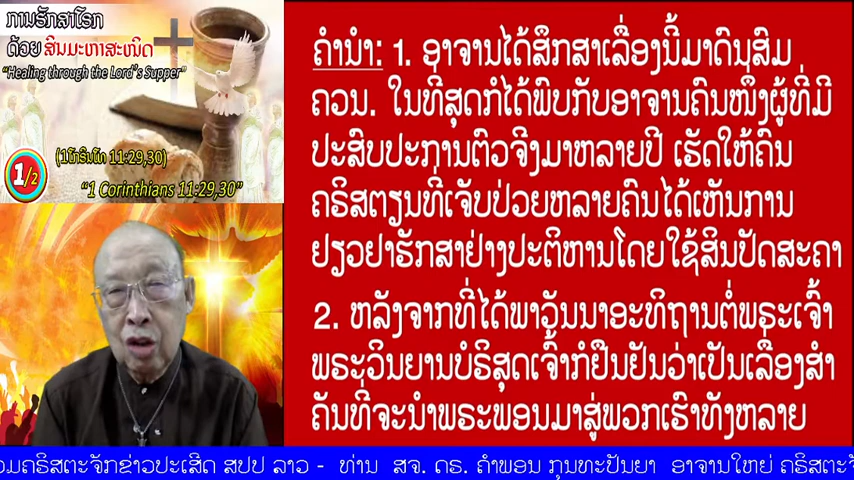 ການຮັກສາໂຣກ
ດ້ວຍ ສິນມະຫາສະໜິດ
“Healing through the Lord's Supper”
(1ໂກຣິນໂທ 11:29,30)
1/2
“1 Corinthians 11:29,30”
ຄຳນຳ: 1. ອາຈານໄດ້ສຶກສາເລື່ອງນີ້ມາດົນສົມ
ຄວນ. ໃນທີ່ສຸດກໍໄດ້ພົບກັບອາຈານຄົນໜຶ່ງຜູ້ທີ່ມີ
ປະສົບປະການຕົວຈີງມາຫລາຍປີ ເຮັດໃຫ້ຄົນ
ຄຣິສຕຽນທີ່ເຈັບປ່ວຍຫລາຍຄົນໄດ້ເຫັນການ
ຢຽວຢາຮັກສາຢ່າງປະຕິຫານໂດຍໃຊ້ສິນປັດສະຄາ
2. ຫລັງຈາກທີ່ໄດ້ພາວັນນາອະທິຖານຕໍ່ພຣະເຈົ້າ
ພຣະວິນຍານບໍຣິສຸດເຈົ້າກໍຢືນຢັນວ່າເປັນເລື່ອງສຳ
ຄັນທີ່ຈະນຳພຣະພອນມາສູ່ພວກເຮົາທັງຫລາຍ
ວມຄຣິສຕະຈັກຂ່າວປະເສີດ ສປປ ລາວ - ທ່ານ ສຈ. ດຣ. ຄຳພອນ ກຸນທະປັນຍາ ອາຈານໃຫຍ່ ຄຣິສຕະຈັ